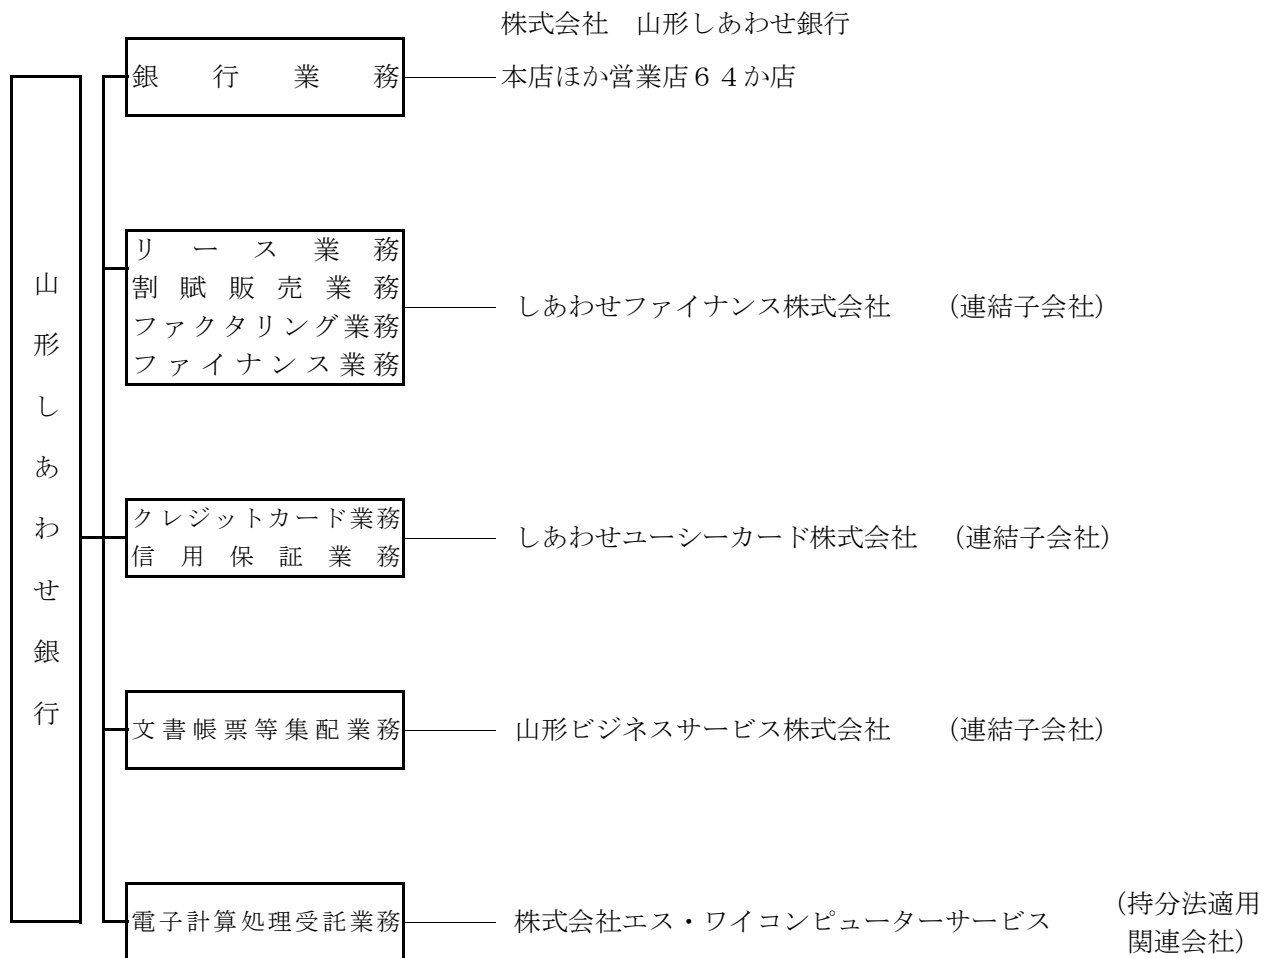 山形しあわせ銀行
株式会社　山形しあわせ銀行
銀行業務
本店ほか営業店６４か店
リース業務
割賦販売業務
ファクタリング業務
ファイナンス業務
しあわせファイナンス株式会社　（連結子会社）
クレジットカード業務
信用保証業務
しあわせユーシーカード株式会社　（連結子会社）
文書帳票等集配業務
山形ビジネスサービス株式会社　（連結子会社）
電子計算処理受託業務
株式会社エス・ワイコンピューターサービス
（持分法適用
関連会社）